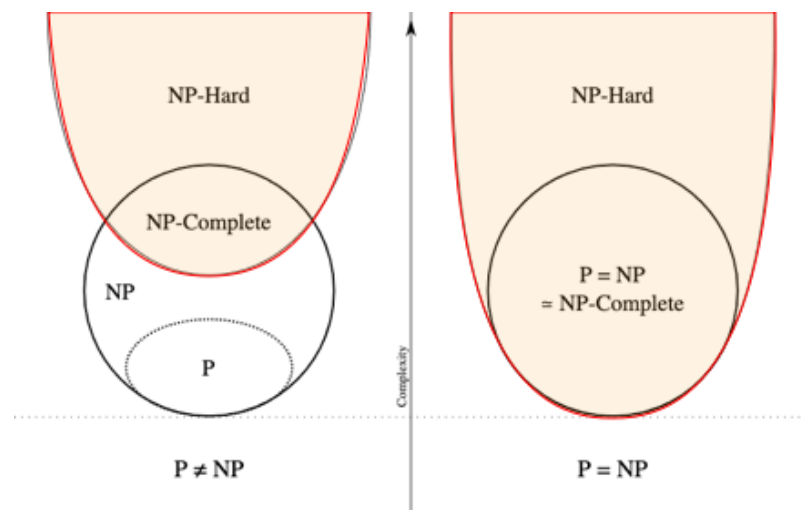 NP-Hard
NP-Complete
NP
P
P ≠ NP
Complexity
NP-Hard
P = NP
≃ NP-Complete
P = NP